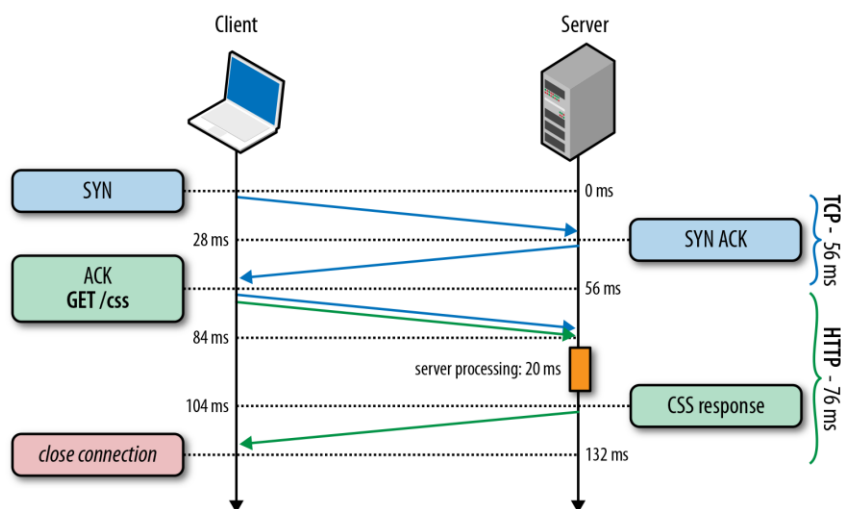 Client
Server
SYN
0 ms
28 ms
SYN ACK
TCP - 56 ms
ACK
GET /css
56 ms
84 ms
HTTP - 76 ms
server processing: 20 ms
104 ms
CSS response
close connection
132 ms